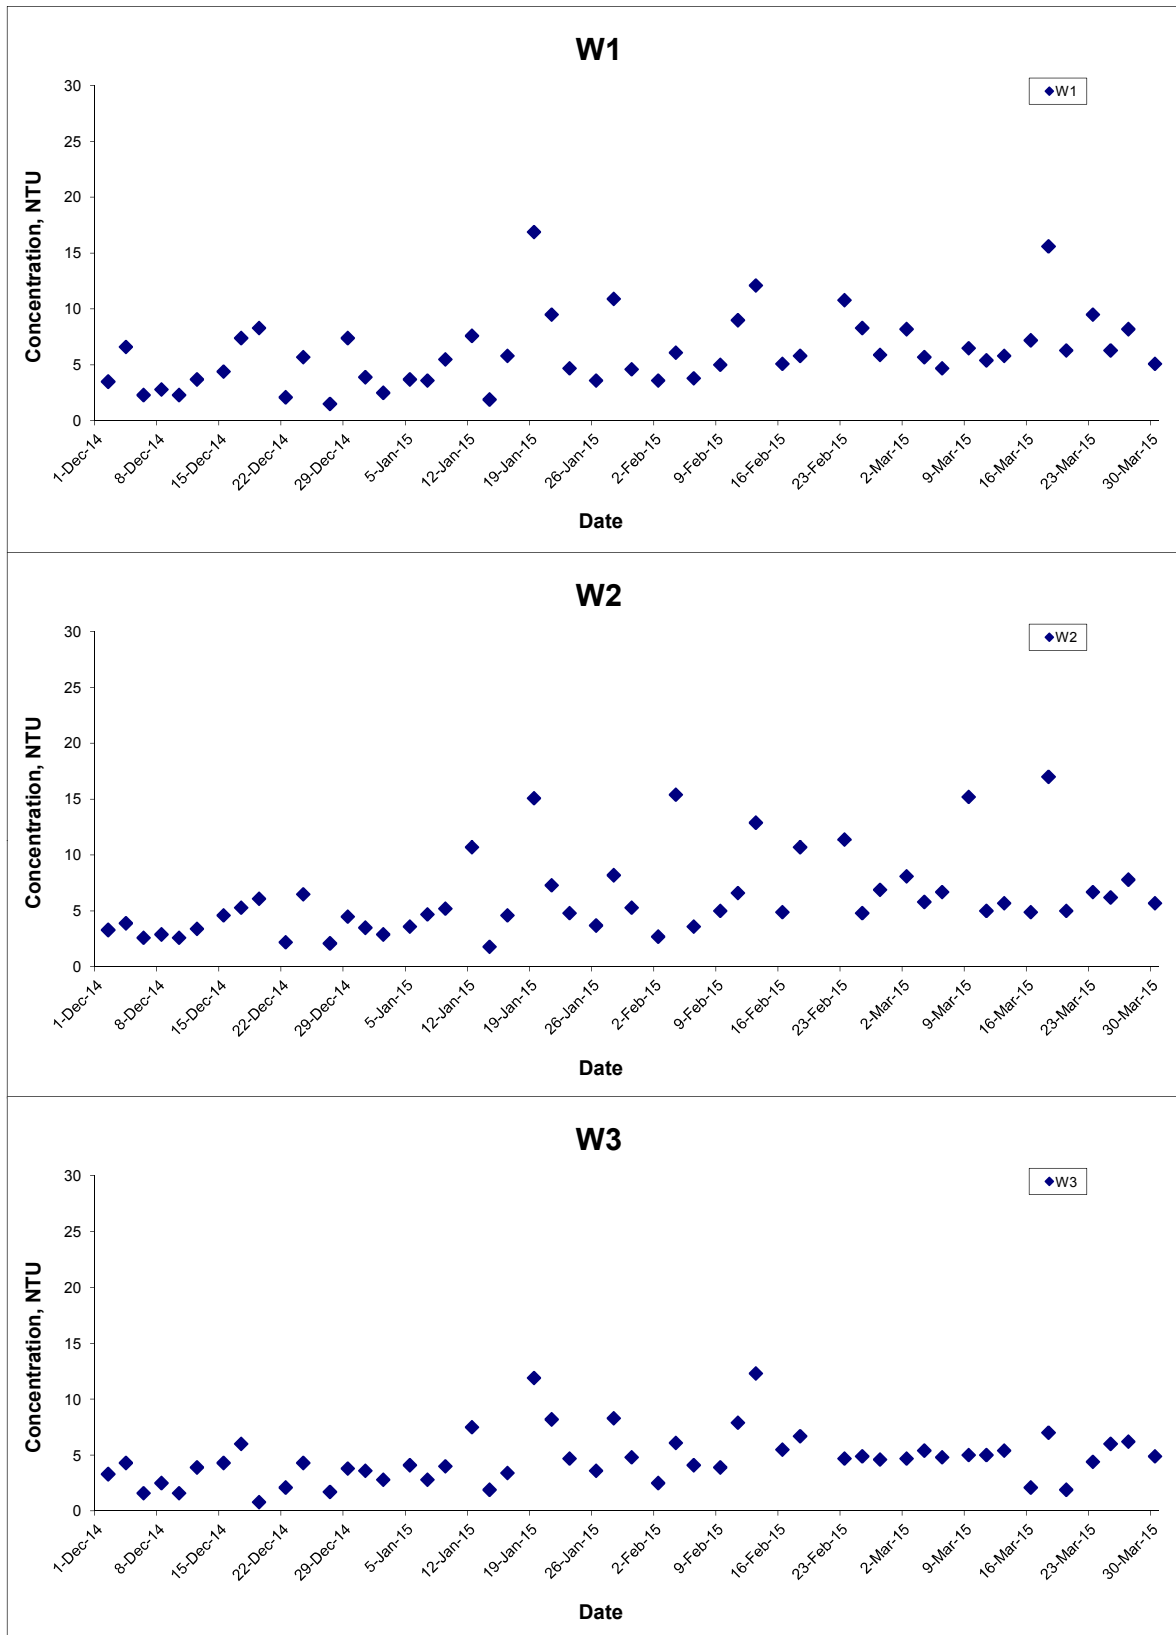 W1
W1
Concentration, NTU
30
25
20
15
10
5
0
1-Dec-14
8-Dec-14
15-Dec-14
22-Dec-14
29-Dec-14
5-Jan-15
12-Jan-15
19-Jan-15
26-Jan-15
2-Feb-15
9-Feb-15
16-Feb-15
23-Feb-15
2-Mar-15
9-Mar-15
16-Mar-15
23-Mar-15
30-Mar-15
Date
W2
W2
Concentration, NTU
30
25
20
15
10
5
0
1-Dec-14
8-Dec-14
15-Dec-14
22-Dec-14
29-Dec-14
5-Jan-15
12-Jan-15
19-Jan-15
26-Jan-15
2-Feb-15
9-Feb-15
16-Feb-15
23-Feb-15
2-Mar-15
9-Mar-15
16-Mar-15
23-Mar-15
30-Mar-15
Date
W3
W3
Concentration, NTU
30
25
20
15
10
5
0
1-Dec-14
8-Dec-14
15-Dec-14
22-Dec-14
29-Dec-14
5-Jan-15
12-Jan-15
19-Jan-15
26-Jan-15
2-Feb-15
9-Feb-15
16-Feb-15
23-Feb-15
2-Mar-15
9-Mar-15
16-Mar-15
23-Mar-15
30-Mar-15
Date